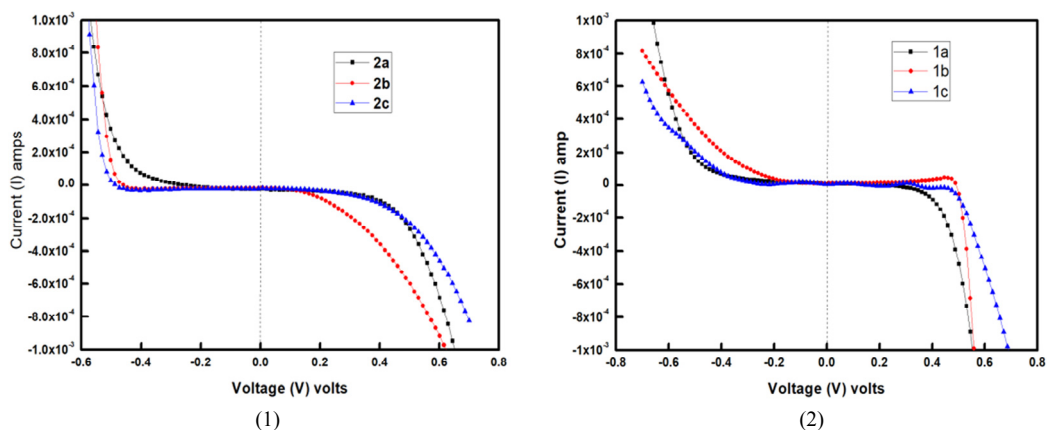 1.0x10⁻³
8.0x10⁻⁴
6.0x10⁻⁴
4.0x10⁻⁴
2.0x10⁻⁴
0.0
-2.0x10⁻⁴
-4.0x10⁻⁴
-6.0x10⁻⁴
-8.0x10⁻⁴
-1.0x10⁻³
Current (I) amps
2a
2b
2c
-0.6 -0.4 -0.2 0.0 0.2 0.4 0.6 0.8
Voltage (V) volts
(1)
1x10⁻³
8x10⁻⁴
6x10⁻⁴
4x10⁻⁴
2x10⁻⁴
0
-2x10⁻⁴
-4x10⁻⁴
-6x10⁻⁴
-8x10⁻⁴
-1x10⁻³
Current (I) amp
1a
1b
1c
-0.8 -0.6 -0.4 -0.2 0.0 0.2 0.4 0.6 0.8
Voltage (V) volts
(2)